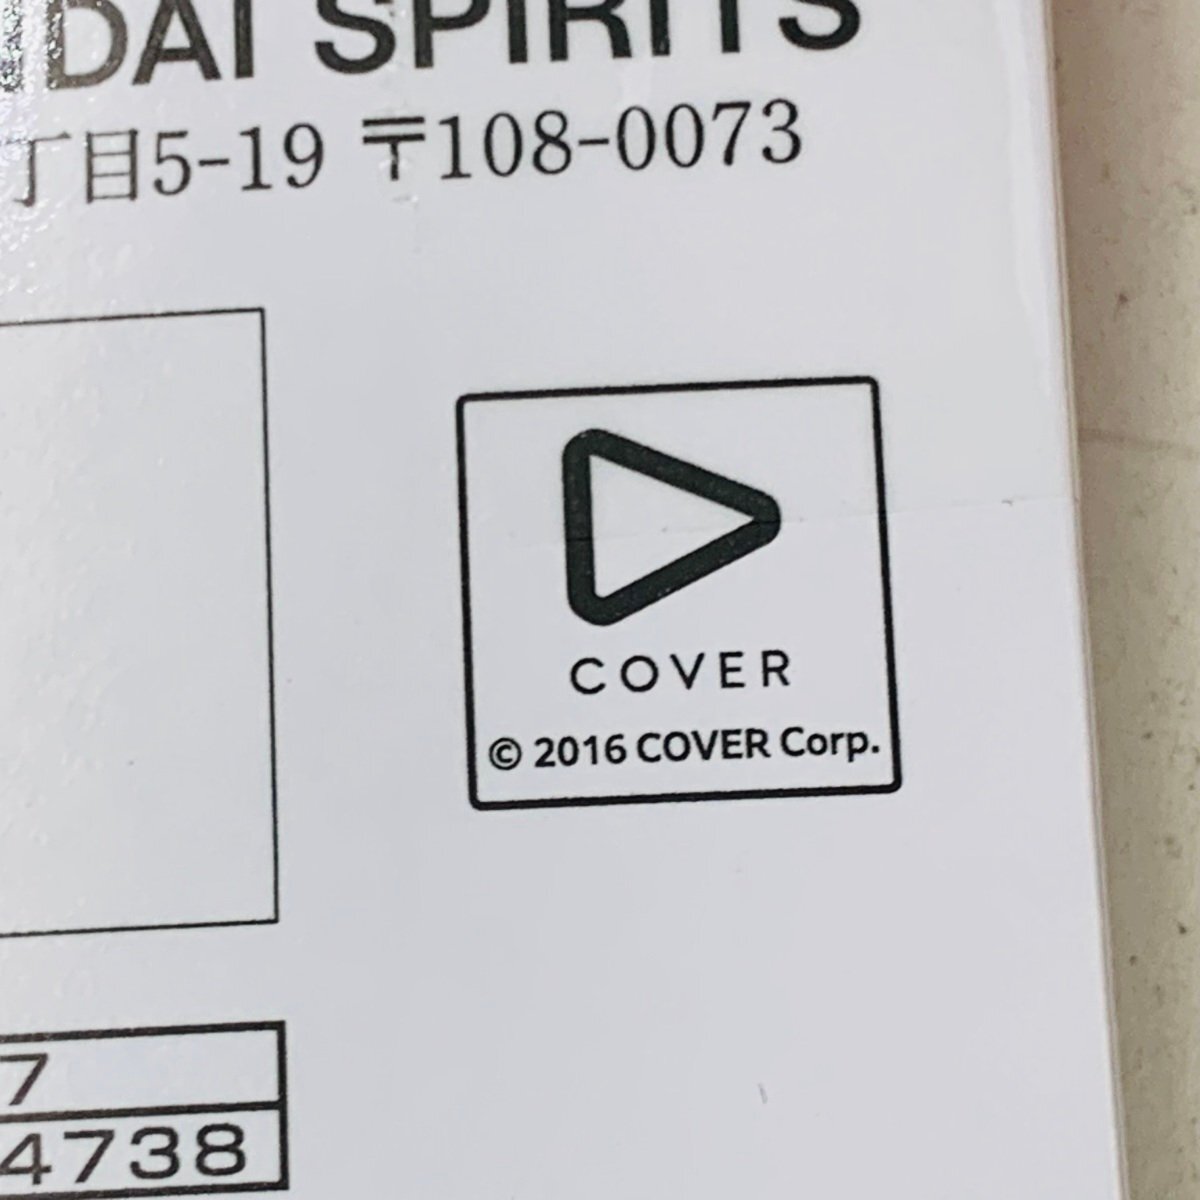 DAI SPIRITS
丁目5-19 〒108-0073
COVER
© 2016 COVER Corp.
7
4738